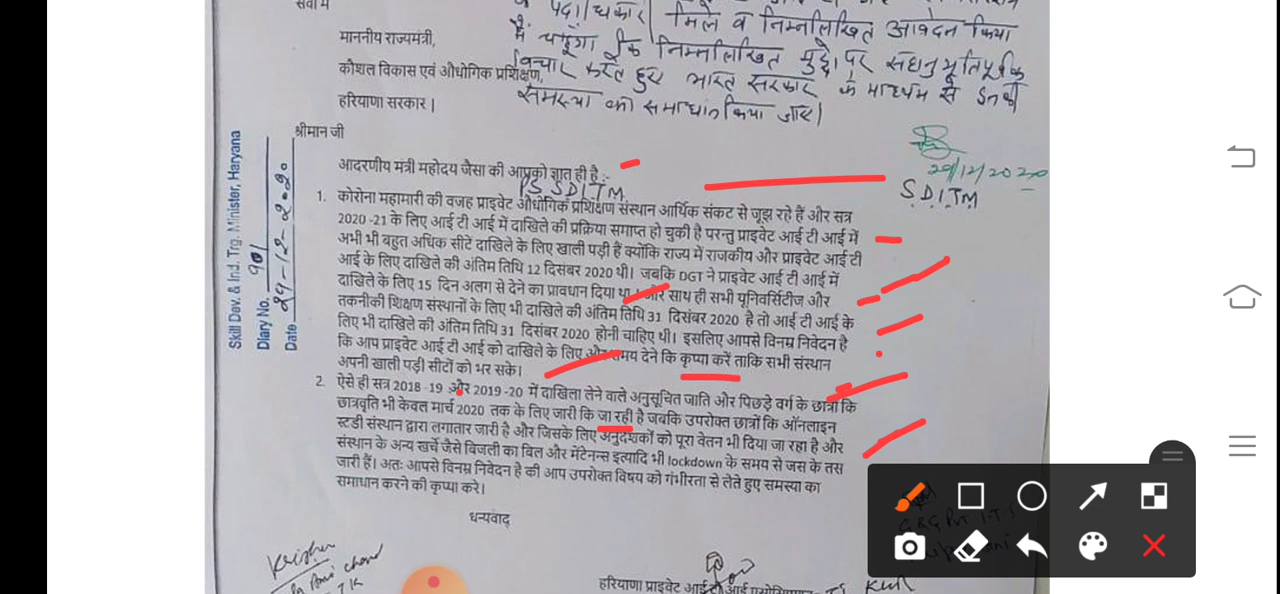 सेवा में
पदाधिकारी मिले व निम्नलिखित आवेदन किया
माननीय राज्यमंत्री,
मैं चाहूंगा कि निम्नलिखित मुद्दो पर सहानुभूतिपूर्वक
कौशल विकास एवं औधोगिक प्रशिक्षण,
विचार करते हुए भारत सरकार के माध्यम से इनकी
हरियाणा सरकार |
समस्या का समाधान किया जाए|
श्रीमान जी
29/12/2020
SDITM
आदरणीय मंत्री महोदय जैसा की आपको ज्ञात ही है :-
PS SDITM
1. कोरोना महामारी की वजह प्राइवेट औधोगिक प्रशिक्षण संस्थान आर्थिक संकट से जूझ रहे हैं और सत्र
2020 -21 के लिए आई टी आई में दाखिले की प्रक्रिया समाप्त हो चुकी है परन्तु प्राइवेट आई टी आई में
अभी भी बहुत अधिक सीटें दाखिले के लिए खाली पड़ी हैं क्योंकि राज्य में राजकीय और प्राइवेट आई टी
आई के लिए दाखिले की अंतिम तिथि 12 दिसंबर 2020 थी। जबकि DGT ने प्राइवेट आई टी आई में
दाखिले के लिए 15 दिन अलग से देने का प्रावधान दिया था। और साथ ही सभी यूनिवर्सिटीज और
तकनीकी शिक्षण संस्थानों के लिए भी दाखिले की अंतिम तिथि 31 दिसंबर 2020 है तो आई टी आई के
लिए भी दाखिले की अंतिम तिथि 31 दिसंबर 2020 होनी चाहिए थी। इसलिए आपसे विनम्र निवेदन है
कि आप प्राइवेट आई टी आई को दाखिले के लिए और समय देने कि कृप्या करें ताकि सभी संस्थान
अपनी खाली पड़ी सीटों को भर सके।
2. ऐसे ही सत्र 2018 -19 और 2019 -20 में दाखिला लेने वाले अनुसूचित जाति और पिछड़े वर्ग के छात्रों कि
छात्रवृति भी केवल मार्च 2020 तक के लिए जारी कि जा रही है जबकि उपरोक्त छात्रों कि ऑनलाइन
स्टडी संस्थान द्वारा लगातार जारी है और जिसके लिए अनुदेशकों को पूरा वेतन भी दिया जा रहा है और
संस्थान के अन्य खर्चे जैसे बिजली का बिल और मेंटेनन्स इत्यादि भी lockdown के समय से जस के तस
जारी हैं। अतः आपसे विनम्र निवेदन है की आप उपरोक्त विषय को गंभीरता से लेते हुए समस्या का
समाधान करने की कृप्या करे।
धन्यवाद्
हरियाणा प्राइवेट आई टी आई
Skill Dev. & Ind. Trg. Minister, Haryana
Diary No. 901
Date 29-12-2020
Krishan